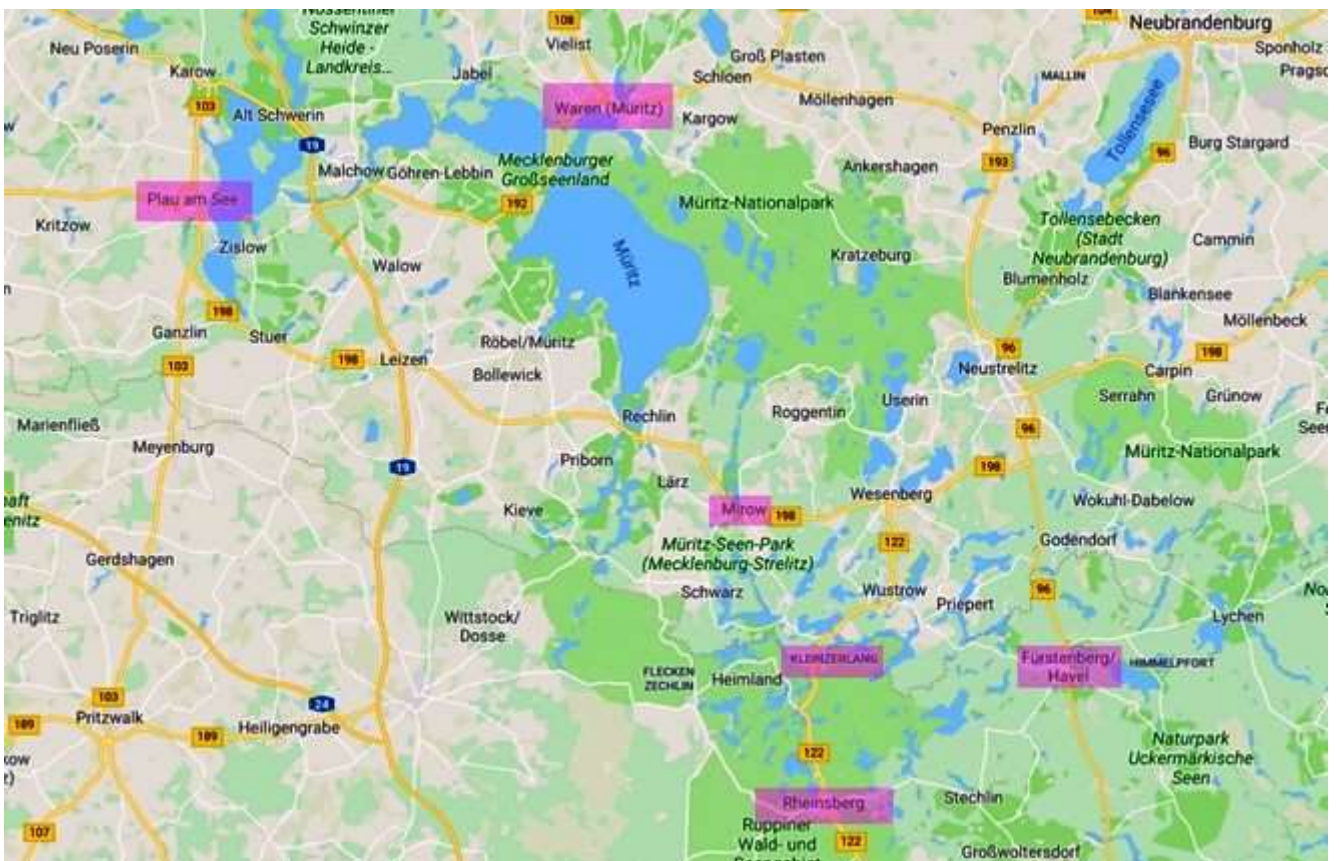 Nossentiner
Schwinzer
Heide -
Landkreis...
108
Vielist
104
Neubrandenburg
Neu Poserin
Karow
Jabel
Groß Plasten
Schloen
MALLIN
Sponholz
103
Alt Schwerin
Waren (Müritz)
Möllenhagen
Kargow
Penzlin
Tollensesee
Burg Stargard
19
96
Malchow
Göhren-Lebbin
Mecklenburger
Großseenland
Ankershagen
193
Plau am See
192
Müritz-Nationalpark
Kritzow
Zislow
Walow
Müritz
Kratzeburg
Tollensebecken
(Stadt
Neubrandenburg)
Cammin
Blumenholz
Blankensee
198
Ganzlin
Stuer
Röbel/Müritz
Möllenbeck
103
198
Leizen
Bollewick
96
Neustrelitz
198
Carpin
Userin
Serrahn
Grünow
Marienfließ
Rechlin
Roggentin
Meyenburg
96
Müritz-Nationalpark
19
Priborn
Lärz
198
Wesenberg
Wokuhl-Dabelow
Kieve
Mirow
198
Müritz-Seen-Park
(Mecklenburg-Strelitz)
122
Godendorf
Gerdshagen
Schwarz
Wustrow
96
Priepert
Triglitz
Wittstock/
Dosse
Lychen
FLECKEN
ZECHLIN
Heimland
KLEINZERLANG
Fürstenberg/
Havel
HIMMELPFORT
103
24
Pritzwalk
189
189
Heiligengrabe
122
Naturpark
Uckermärkische
Seen
Rheinsberg
Stechlin
107
Ruppiner
Wald- und
122
Großwoltersdorf